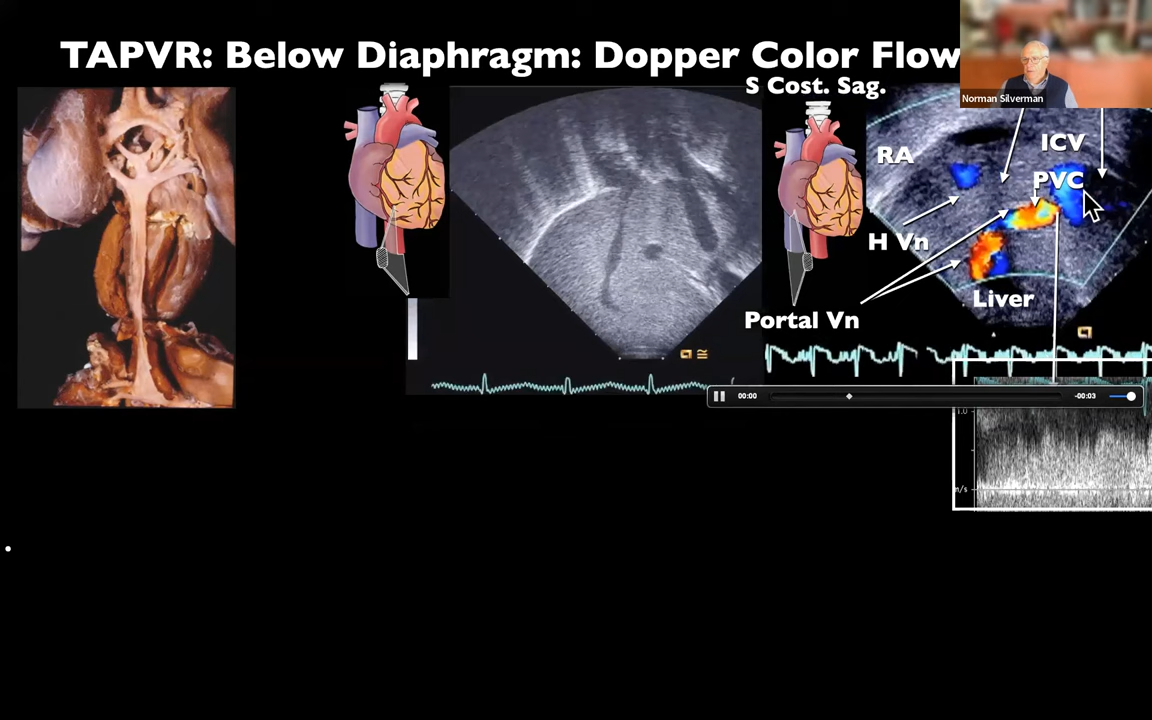 TAPVR: Below Diaphragm: Dopper Color Flow
S Cost. Sag.
Norman Silverman
RA
ICV
PVC
H Vn
Liver
Portal Vn
00:00
-00:03
m/s